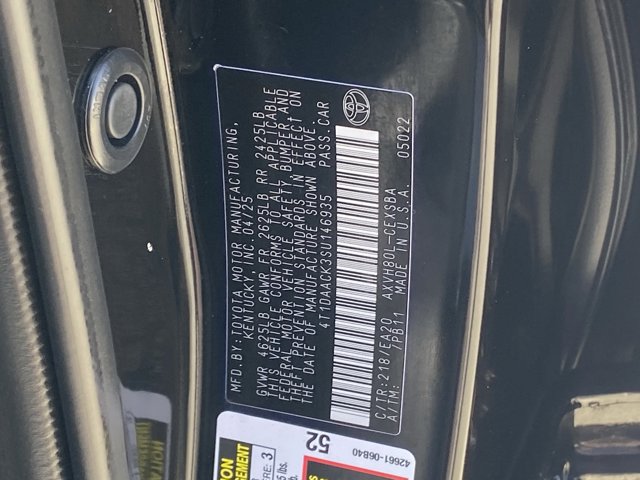 MFD.BY:TOYOTA MOTOR MANUFACTURING,
KENTUCKY, INC. 04/25
GVWR 4625LB GAWR FR 2625LB RR 2425LB
THIS VEHICLE CONFORMS TO ALL APPLICABLE
FEDERAL MOTOR VEHICLE SAFETY BUMPER, AND
THEFT PREVENTION STANDARDS IN EFFECT ON
THE DATE OF MANUFACTURE SHOWN ABOVE.
4T1DAACK3SU146935 PASS.CAR
C/TR:218/EA20 AXVH80L-CEXSBA
A/TM: /PB11 MADE IN U.S.A. 05022
52
42661-06B40